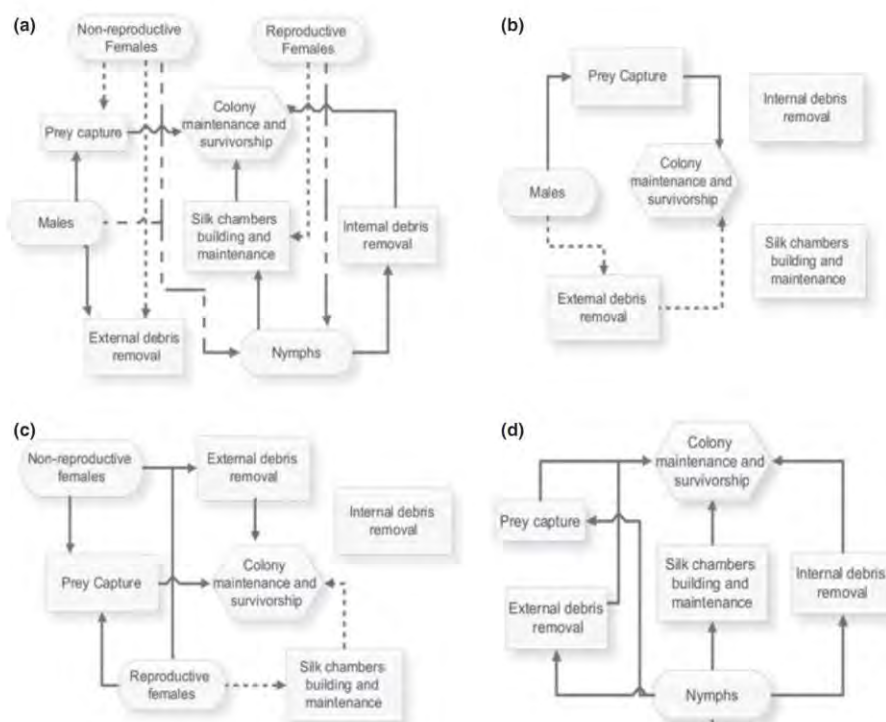 (a)
Non-reproductive
Females
Reproductive
Females
Colony
maintenance and
survivorship
Prey capture
Males
Silk chambers
building and
maintenance
Internal debris
removal
External debris
removal
Nymphs
(b)
Prey Capture
Internal debris
removal
Colony
maintenance and
survivorship
Males
Silk chambers
building and
maintenance
External debris
removal
(c)
Non-reproductive
females
External debris
removal
Internal debris
removal
Prey Capture
Colony
maintenance and
survivorship
Reproductive
females
Silk chambers
building and
maintenance
(d)
Colony
maintenance and
survivorship
Prey capture
Silk chambers
building and
maintenance
Internal debris
removal
External debris
removal
Nymphs